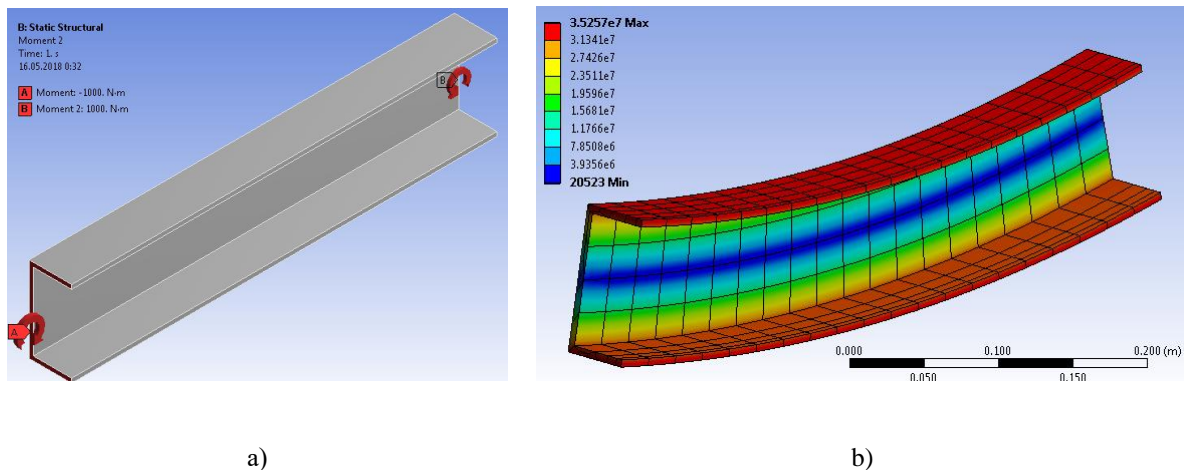 B: Static Structural
Moment 2
Time: 1. s
16.05.2018 0:32
A Moment: -1000. N·m
B Moment 2: 1000. N·m
B
A
3.5257e7 Max
3.1341e7
2.7426e7
2.3511e7
1.9596e7
1.5681e7
1.1766e7
7.8508e6
3.9356e6
20523 Min
0.000 0.100 0.200 (m)
0.050 0.150
a) b)